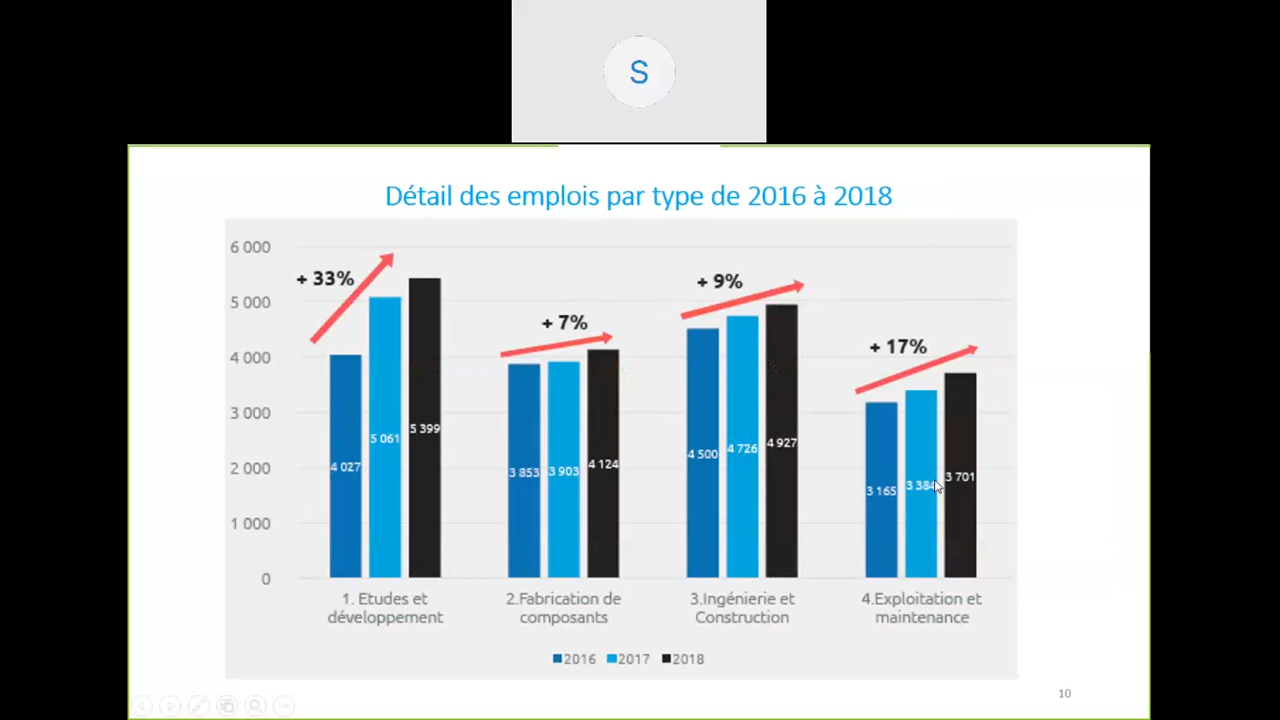 S
Détail des emplois par type de 2016 à 2018
6 000
5 000
4 000
3 000
2 000
1 000
0
+ 33%
+ 7%
+ 9%
+ 17%
4 027
5 061
5 399
3 853
3 903
4 124
4 500
4 726
4 927
3 165
3 384
3 701
1. Etudes et
développement
2.Fabrication de
composants
3.Ingénierie et
Construction
4.Exploitation et
maintenance
2016
2017
2018
10